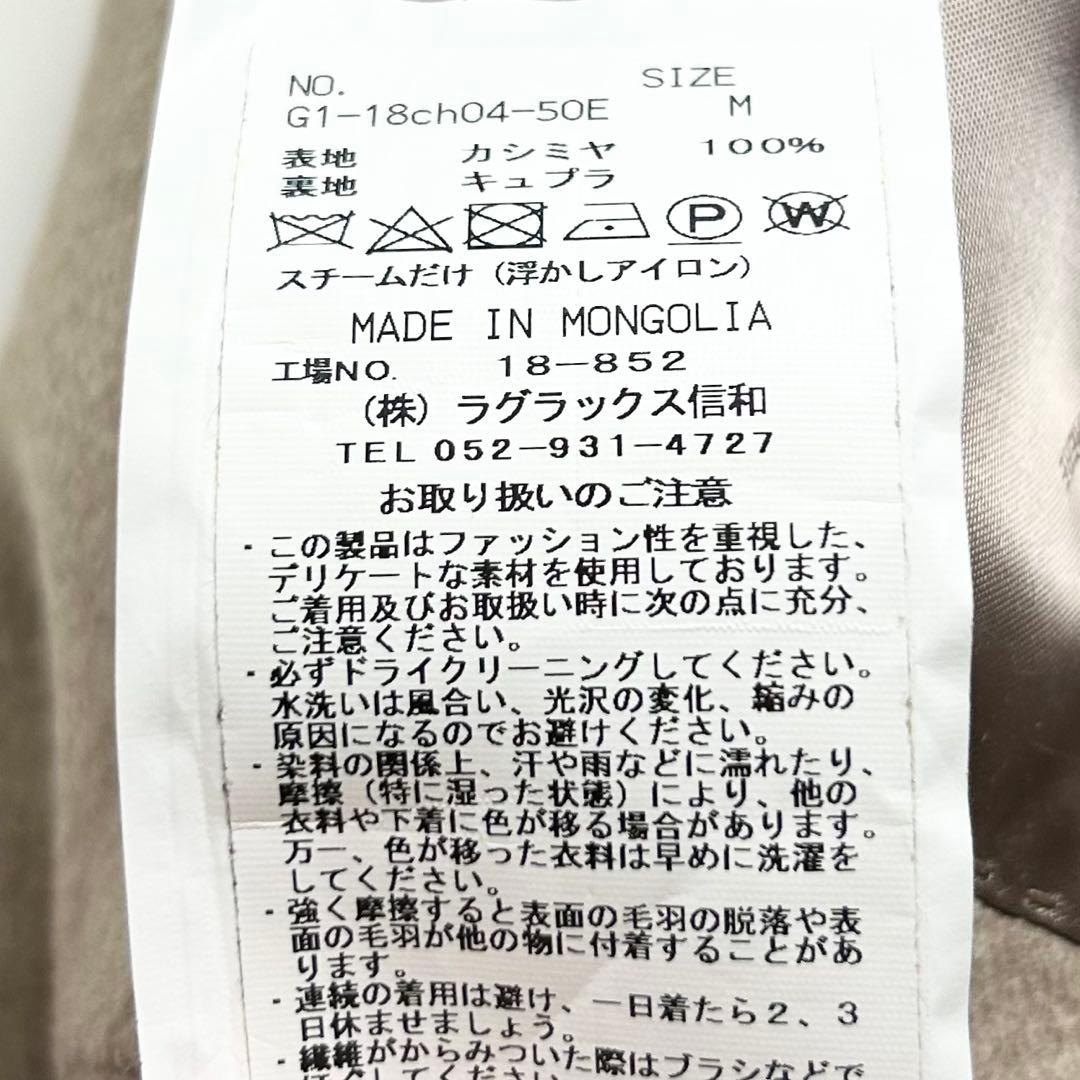 NO. SIZE
G1-18ch04-50E M
表地 カシミヤ 100%
裏地 キュプラ
P W
スチームだけ（浮かしアイロン）
MADE IN MONGOLIA
工場NO. 18-852
（株）ラグラックス信和
TEL 052-931-4727
お取り扱いのご注意
・この製品はファッション性を重視した、
デリケートな素材を使用しております。
ご着用及びお取扱い時に次の点に充分、
ご注意ください。
・必ずドライクリーニングしてください。
水洗いは風合い、光沢の変化、縮みの
原因になるのでお避けください。
・染料の関係上、汗や雨などに濡れたり、
摩擦（特に湿った状態）により、他の
衣料や下着に色が移る場合があります。
万一、色が移った衣料は早めに洗濯を
してください。
・強く摩擦すると表面の毛羽の脱落や表
面の毛羽が他の物に付着することがあ
ります。
・連続の着用は避け、一日着たら2、3
日休ませましょう。
・繊維がからみついた際はブラシなどで